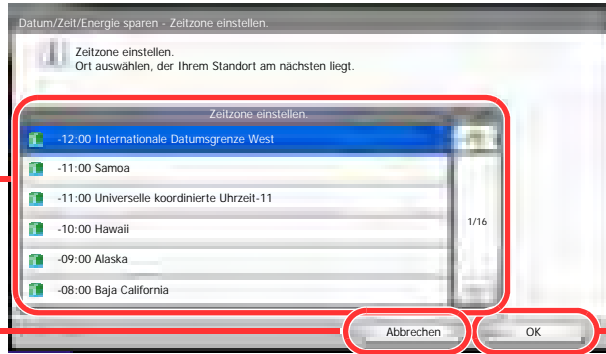 Datum/Zeit/Energie sparen - Zeitzone einstellen.
Zeitzone einstellen.
Ort auswählen, der Ihrem Standort am nächsten liegt.
Zeitzone einstellen.
-12:00 Internationale Datumsgrenze West
-11:00 Samoa
-11:00 Universelle koordinierte Uhrzeit-11
-10:00 Hawaii
-09:00 Alaska
-08:00 Baja California
1/16
Abbrechen
OK